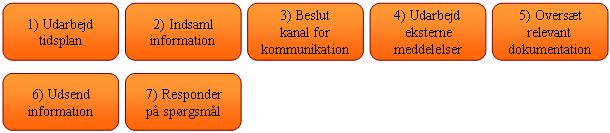 1) Udarbejd
tidsplan
2) Indsaml
information
3) Beslut
kanal for
kommunikation
4) Udarbejd
eksterne
meddelelser
5) Oversæt
relevant
dokumentation
6) Udsend
information
7) Responder
på spørgsmål